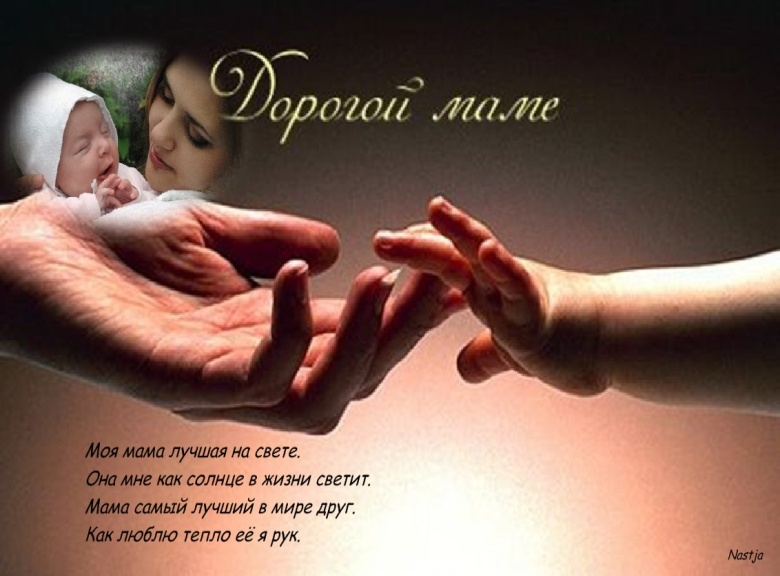 Дорогой маме
Моя мама лучшая на свете.
Она мне как солнце в жизни светит.
Мама самый лучший в мире друг.
Как люблю тепло её я рук.
Nastja